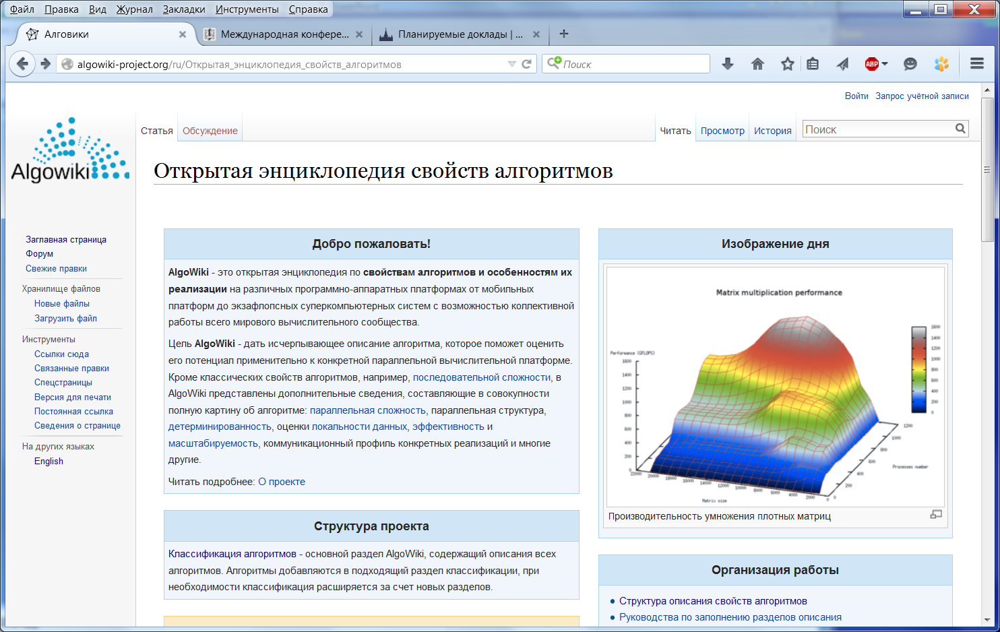 Файл Правка Вид Журнал Закладки Инструменты Справка
Алговики
Международная конфере...
Планируемые доклады | ...
algowiki-project.org/ru/Открытая_энциклопедия_свойств_алгоритмов
Поиск
ABP
Войти Запрос учётной записи
Algowiki
Статья Обсуждение
Читать Просмотр История
Поиск
Открытая энциклопедия свойств алгоритмов
Заглавная страница
Форум
Свежие правки
Хранилище файлов
Новые файлы
Загрузить файл
Инструменты
Ссылки сюда
Связанные правки
Спецстраницы
Версия для печати
Постоянная ссылка
Сведения о странице
На других языках
English
Добро пожаловать!
AlgoWiki - это открытая энциклопедия по свойствам алгоритмов и особенностям их
реализации на различных программно-аппаратных платформах от мобильных
платформ до экзафлопсных суперкомпьютерных систем с возможностью коллективной
работы всего мирового вычислительного сообщества.
Цель AlgoWiki - дать исчерпывающее описание алгоритма, которое поможет оценить
его потенциал применительно к конкретной параллельной вычислительной платформе.
Кроме классических свойств алгоритмов, например, последовательной сложности, в
AlgoWiki представлены дополнительные сведения, составляющие в совокупности
полную картину об алгоритме: параллельная сложность, параллельная структура,
детерминированность, оценки локальности данных, эффективность и
масштабируемость, коммуникационный профиль конкретных реализаций и многие
другие.
Читать подробнее: О проекте
Структура проекта
Классификация алгоритмов - основной раздел AlgoWiki, содержащий описания всех
алгоритмов. Алгоритмы добавляются в подходящий раздел классификации, при
необходимости классификация расширяется за счет новых разделов.
Изображение дня
Matrix multiplication performance
Performance (GFLOPS)
1600
1400
1200
1000
800
600
400
200
0
22000 20000 18000 16000 14000 12000 10000 8000 6000 4000 2000 0
Matrix size
0
200
400
600
800
1000
1200
Processes number
1600
1400
1200
1000
800
600
400
200
0
Производительность умножения плотных матриц
Организация работы
Структура описания свойств алгоритмов
Руководства по заполнению разделов описания